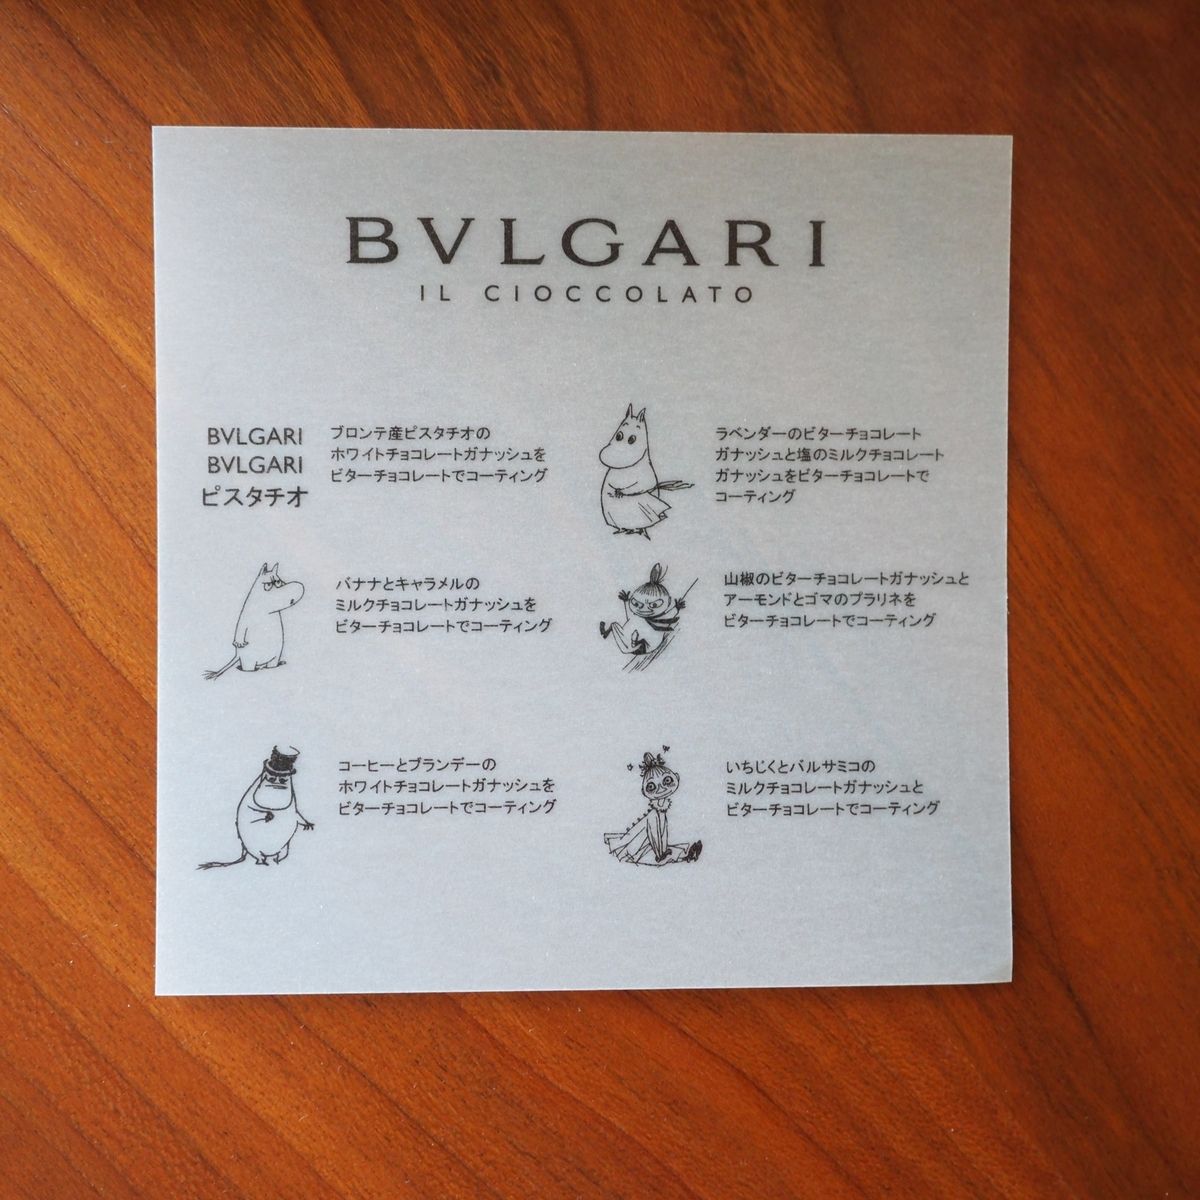 BVLGARI
IL CIOCCOLATO
BVLGARI
BVLGARI
ピスタチオ
ブロンテ産ピスタチオの
ホワイトチョコレートガナッシュを
ビターチョコレートでコーティング
ラベンダーのビターチョコレート
ガナッシュと塩のミルクチョコレート
ガナッシュをビターチョコレートで
コーティング
バナナとキャラメルの
ミルクチョコレートガナッシュを
ビターチョコレートでコーティング
山椒のビターチョコレートガナッシュと
アーモンドとゴマのプラリネを
ビターチョコレートでコーティング
コーヒーとブランデーの
ホワイトチョコレートガナッシュを
ビターチョコレートでコーティング
いちじくとバルサミコの
ミルクチョコレートガナッシュと
ビターチョコレートでコーティング